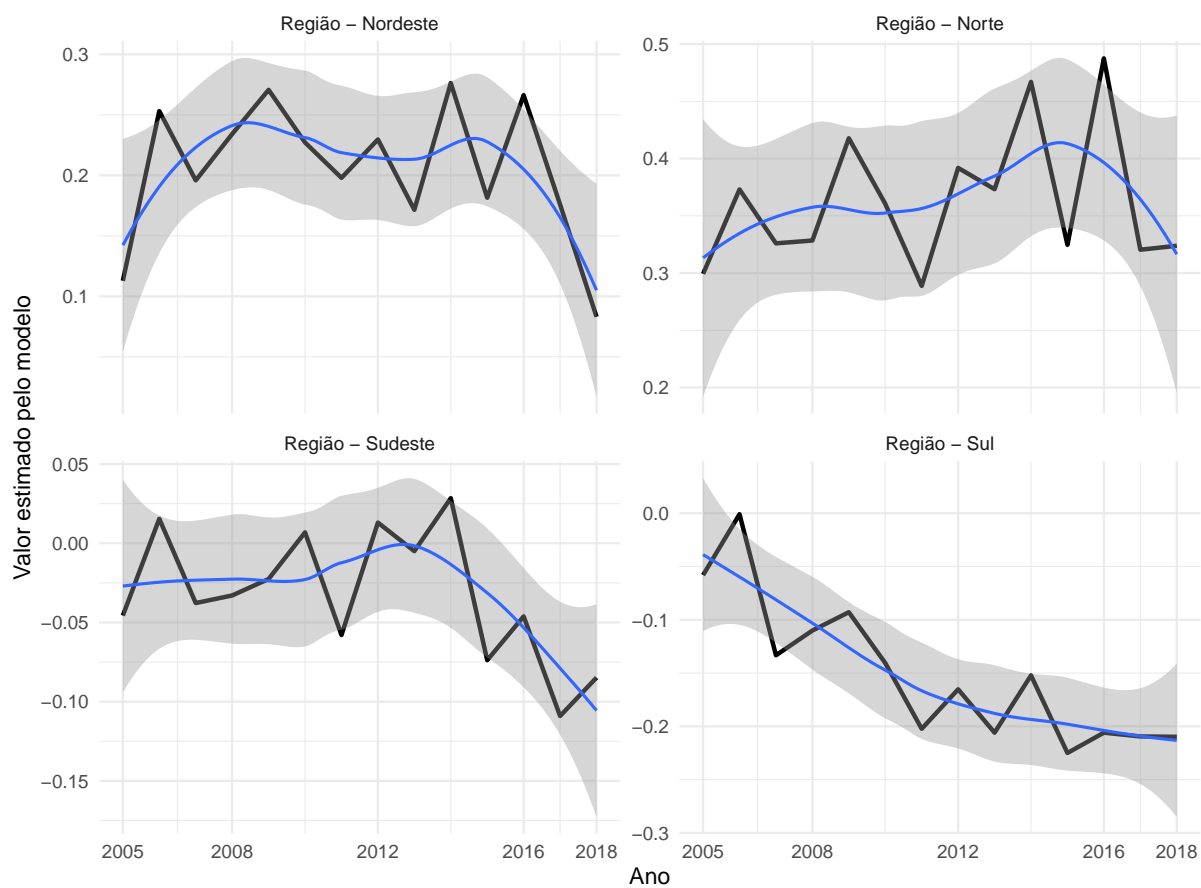 Região − Nordeste
Região − Norte
0.3
0.2
0.1
0.5
0.4
0.3
0.2
Valor estimado pelo modelo
Região − Sudeste
Região − Sul
0.05
0.00
−0.05
−0.10
−0.15
0.0
−0.1
−0.2
−0.3
2005 2008 2012 2016 2018
2005 2008 2012 2016 2018
Ano